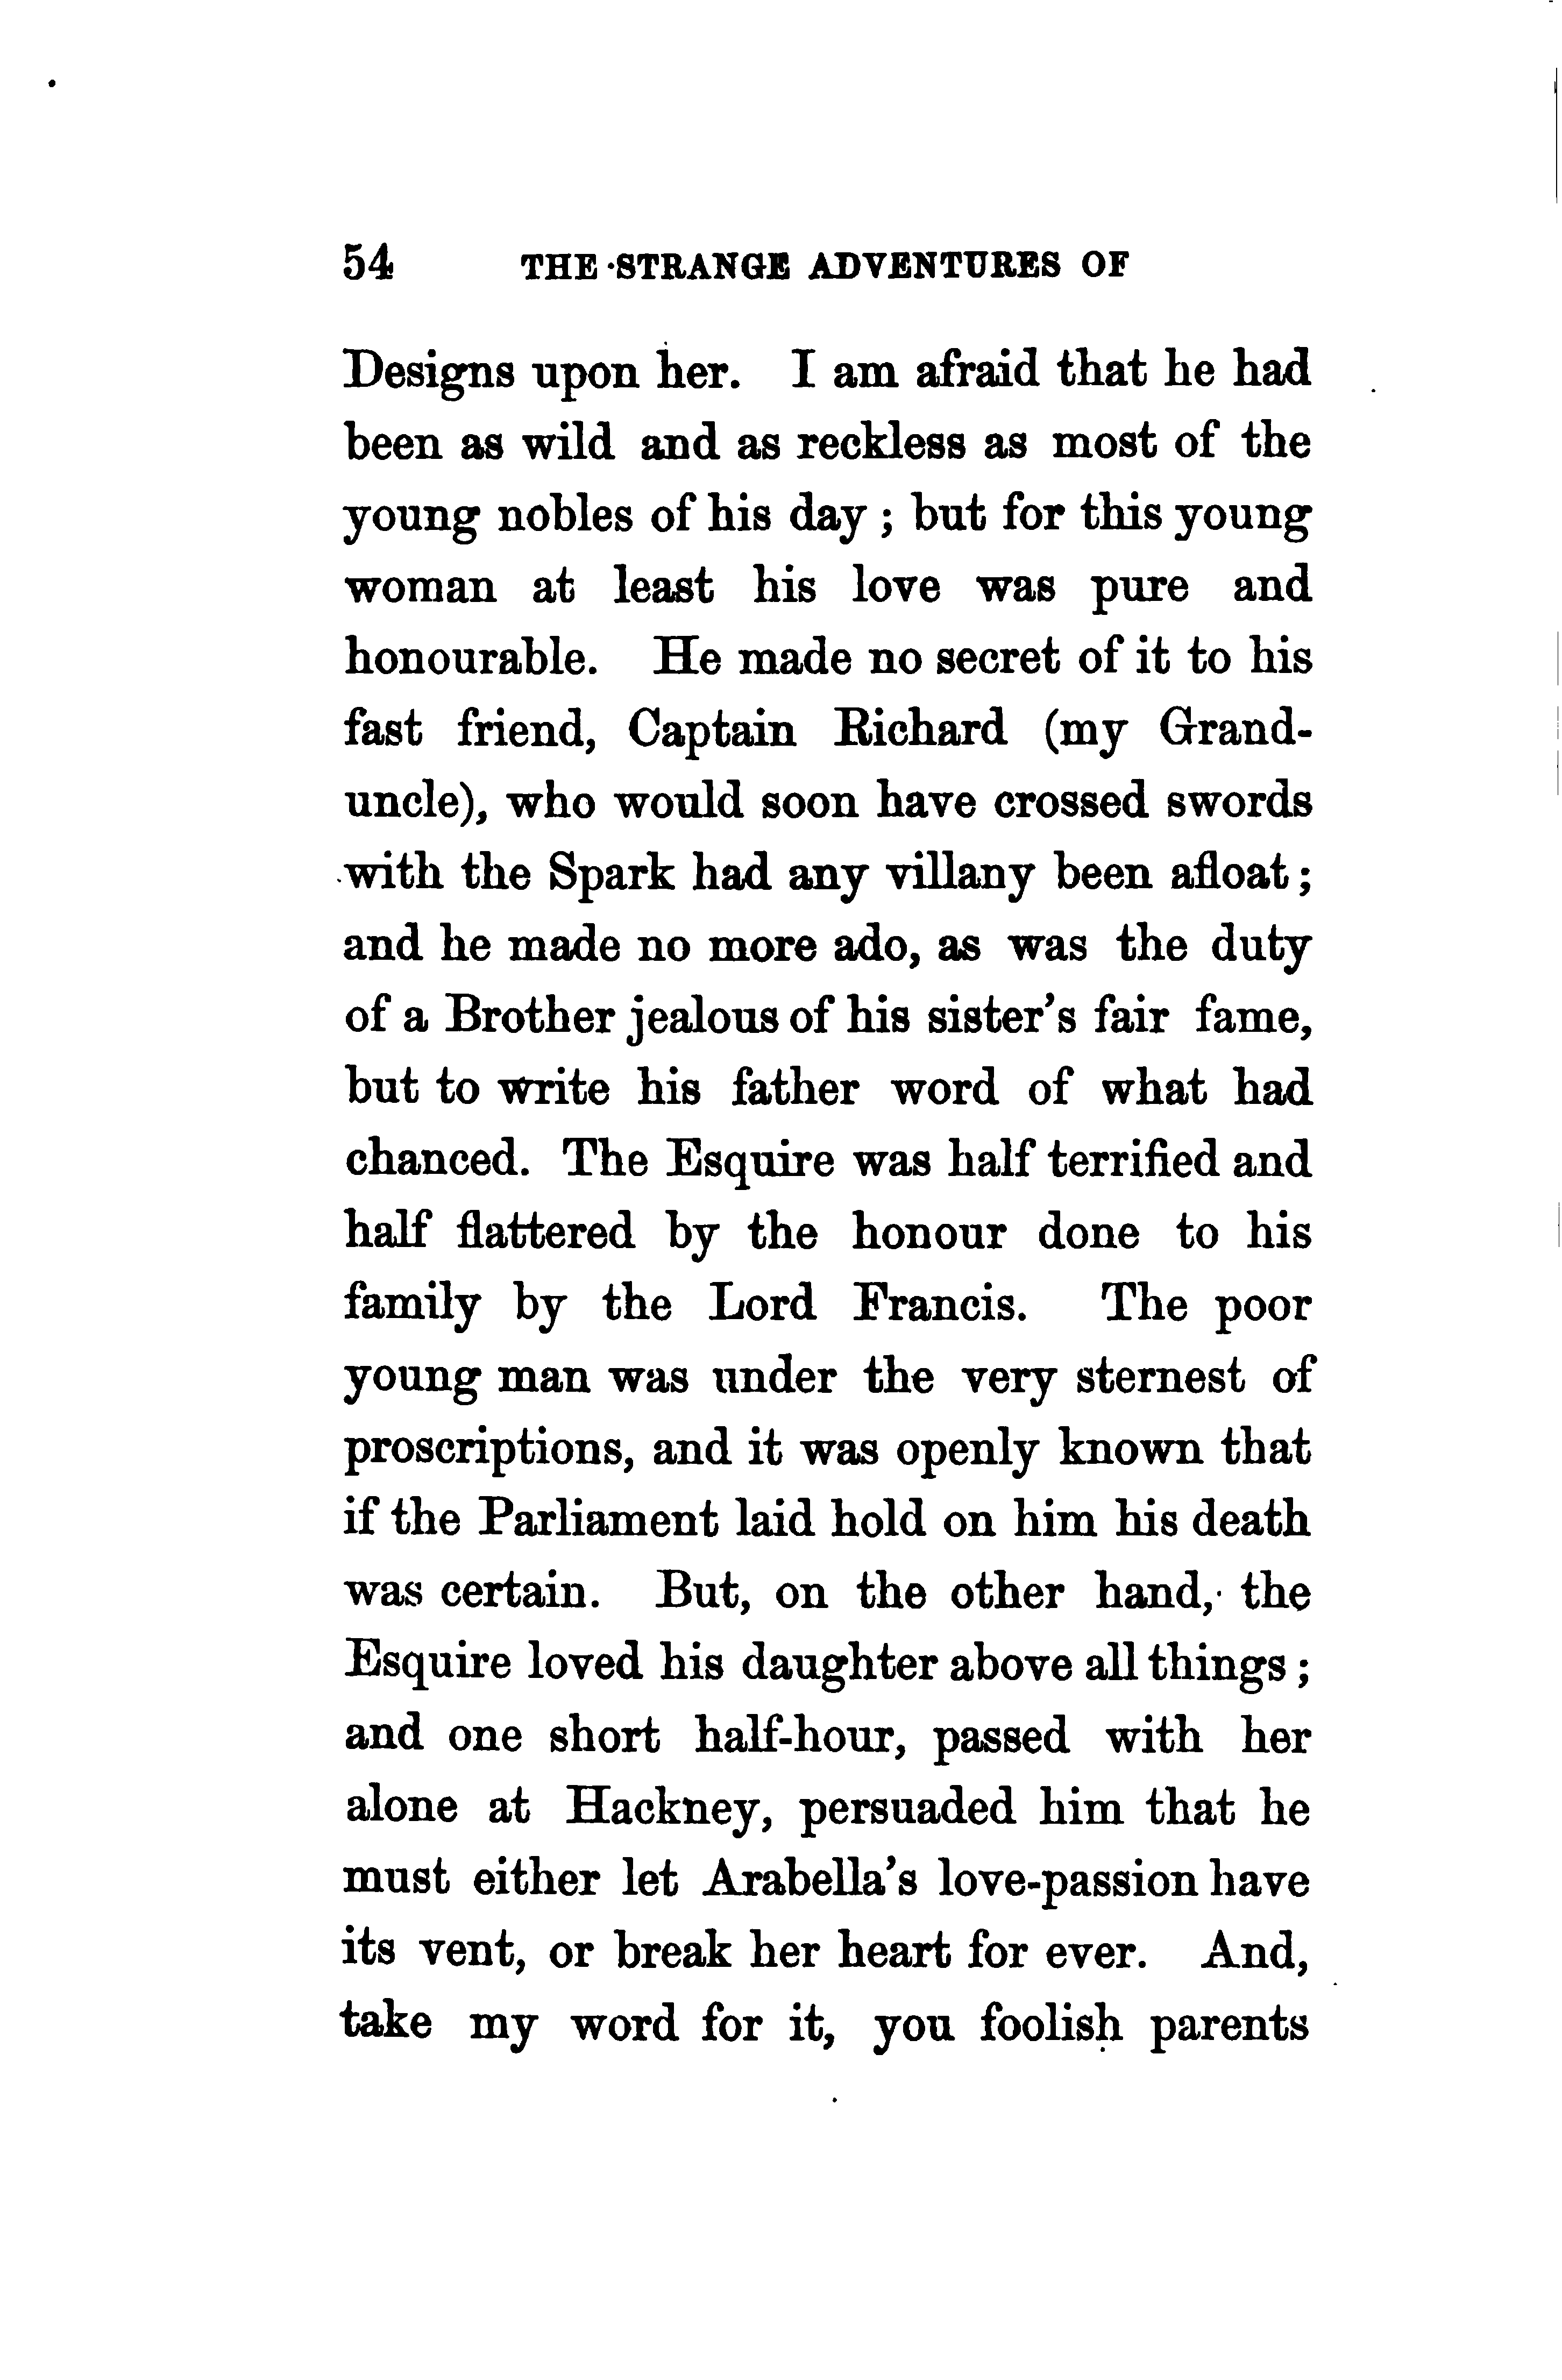 54 THE STRANGE ADVENTURES OF
Designs upon her. I am afraid that he had
been as wild and as reckless as most of the
young nobles of his day ; but for this young
woman at least his love was pure and
honourable. He made no secret of it to his
fast friend, Captain Richard (my Grand-
uncle), who would soon have crossed swords
with the Spark had any villany been afloat ;
and he made no more ado, as was the duty
of a Brother jealous of his sister's fair fame,
but to write his father word of what had
chanced. The Esquire was half terrified and
half flattered by the honour done to his
family by the Lord Francis. The poor
young man was under the very sternest of
proscriptions, and it was openly known that
if the Parliament laid hold on him his death
was certain. But, on the other hand, the
Esquire loved his daughter above all things ;
and one short half-hour, passed with her
alone at Hackney, persuaded him that he
must either let Arabella's love-passion have
its vent, or break her heart for ever. And,
take my word for it, you foolish parents